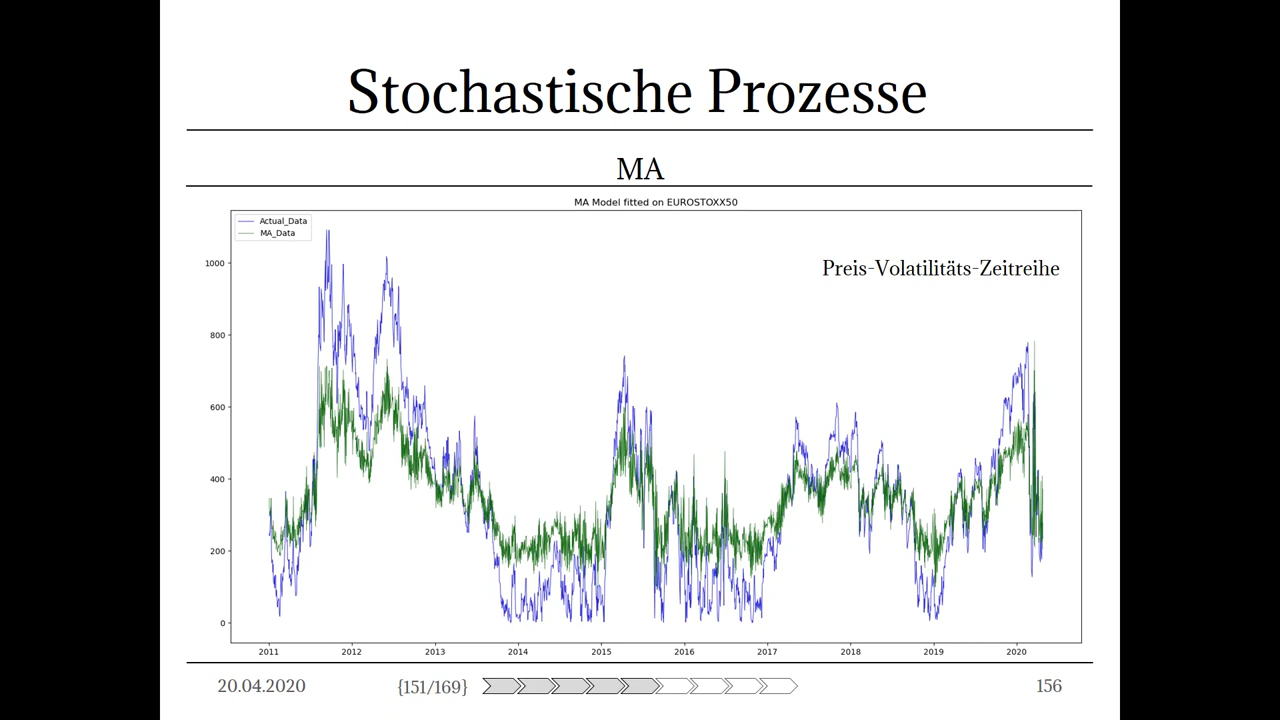 Stochastische Prozesse
MA
MA Model fitted on EUROSTOXX50
Actual_Data
MA_Data
Preis-Volatilitäts-Zeitreihe
1000
800
600
400
200
0
2011 2012 2013 2014 2015 2016 2017 2018 2019 2020
20.04.2020 {151/169} 156